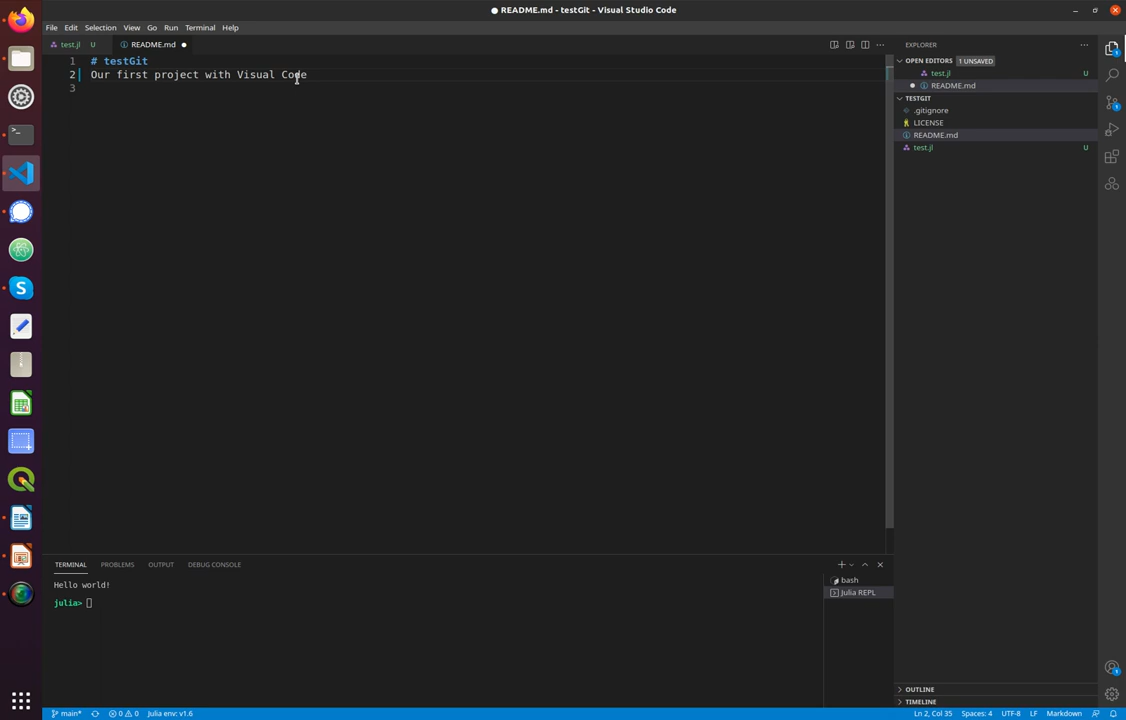 README.md - testGit - Visual Studio Code
File Edit Selection View Go Run Terminal Help
test.jl U README.md
EXPLORER
1 # testGit
2 Our first project with Visual Code
3
OPEN EDITORS 1 UNSAVED
test.jl U
README.md
TESTGIT
.gitignore
LICENSE
README.md
test.jl U
TERMINAL PROBLEMS OUTPUT DEBUG CONSOLE
Hello world!
julia>
bash
Julia REPL
OUTLINE
TIMELINE
main* 0 0 Julia env: v1.6 Ln 2, Col 35 Spaces: 4 UTF-8 LF Markdown